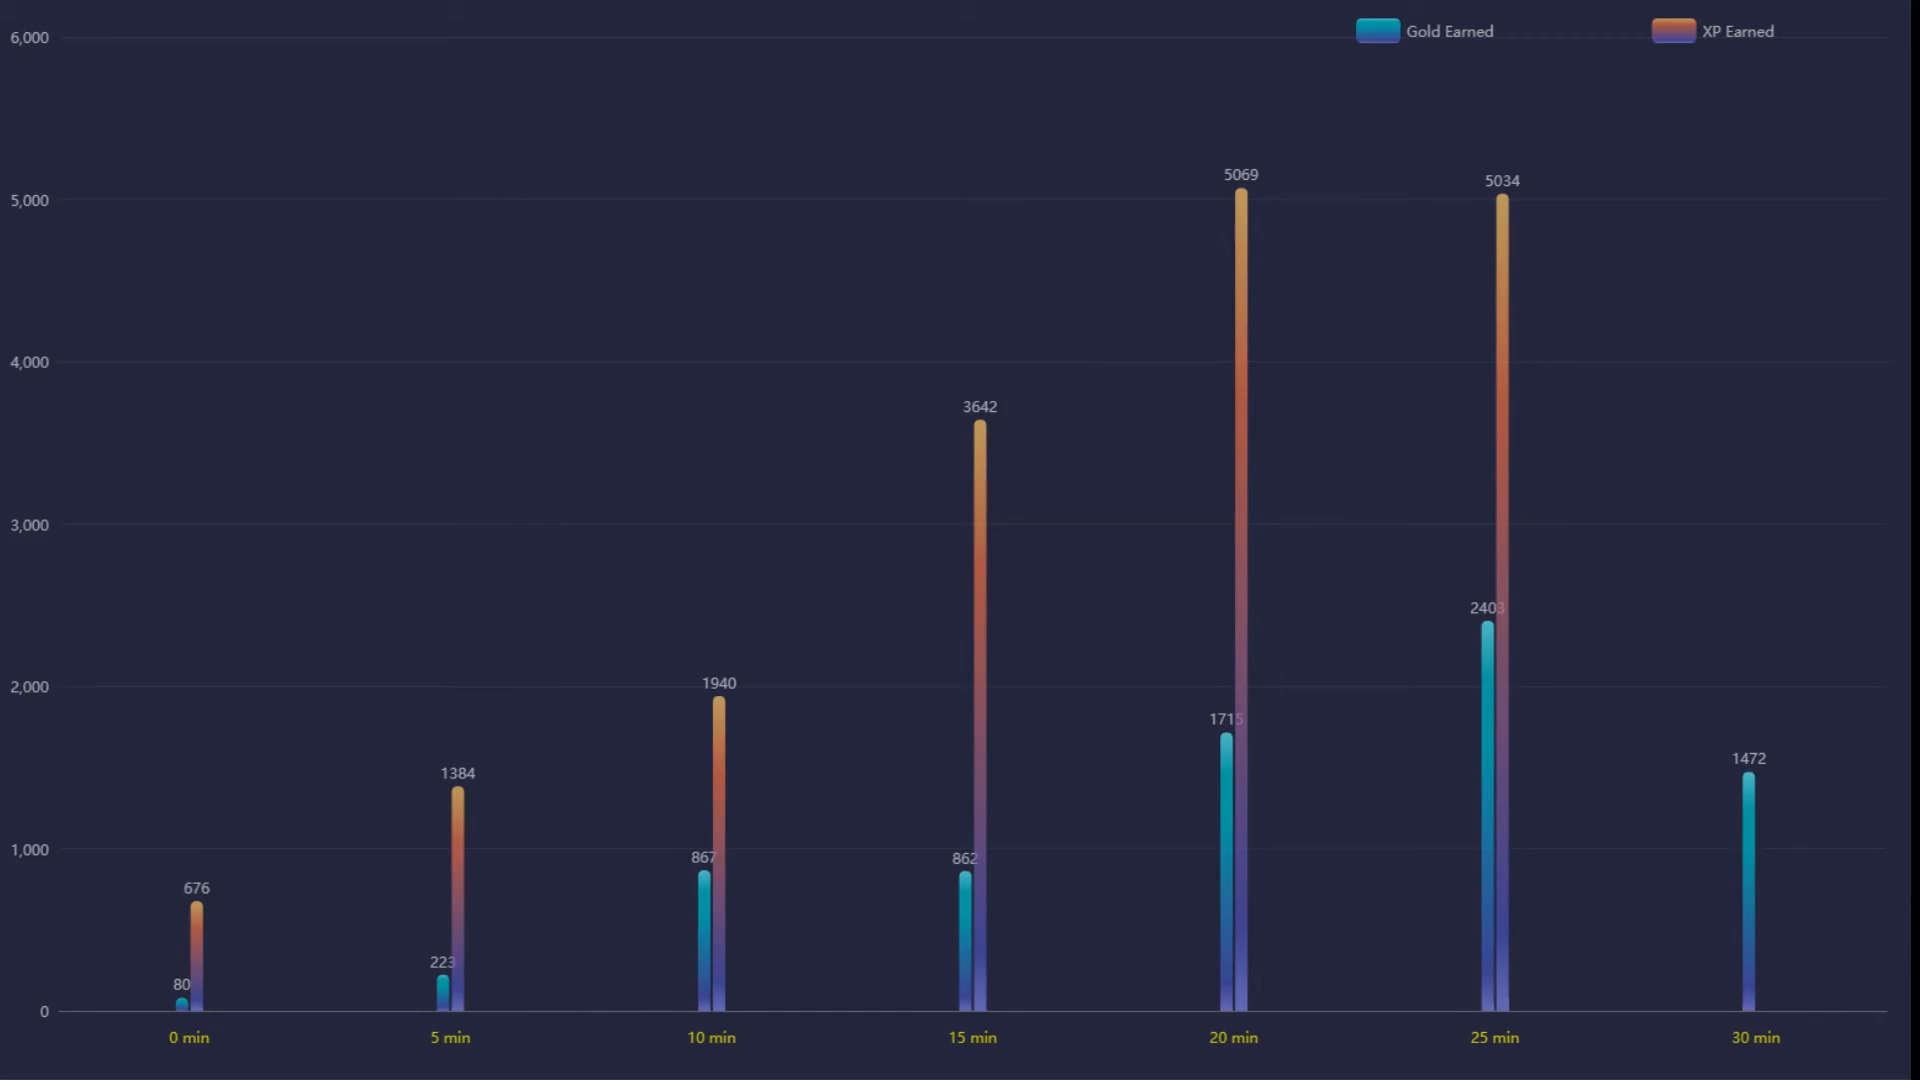 Gold Earned
XP Earned
6,000
5,000
4,000
3,000
2,000
1,000
0
80
676
223
1384
867
1940
862
3642
1715
5069
2403
5034
1472
0 min
5 min
10 min
15 min
20 min
25 min
30 min